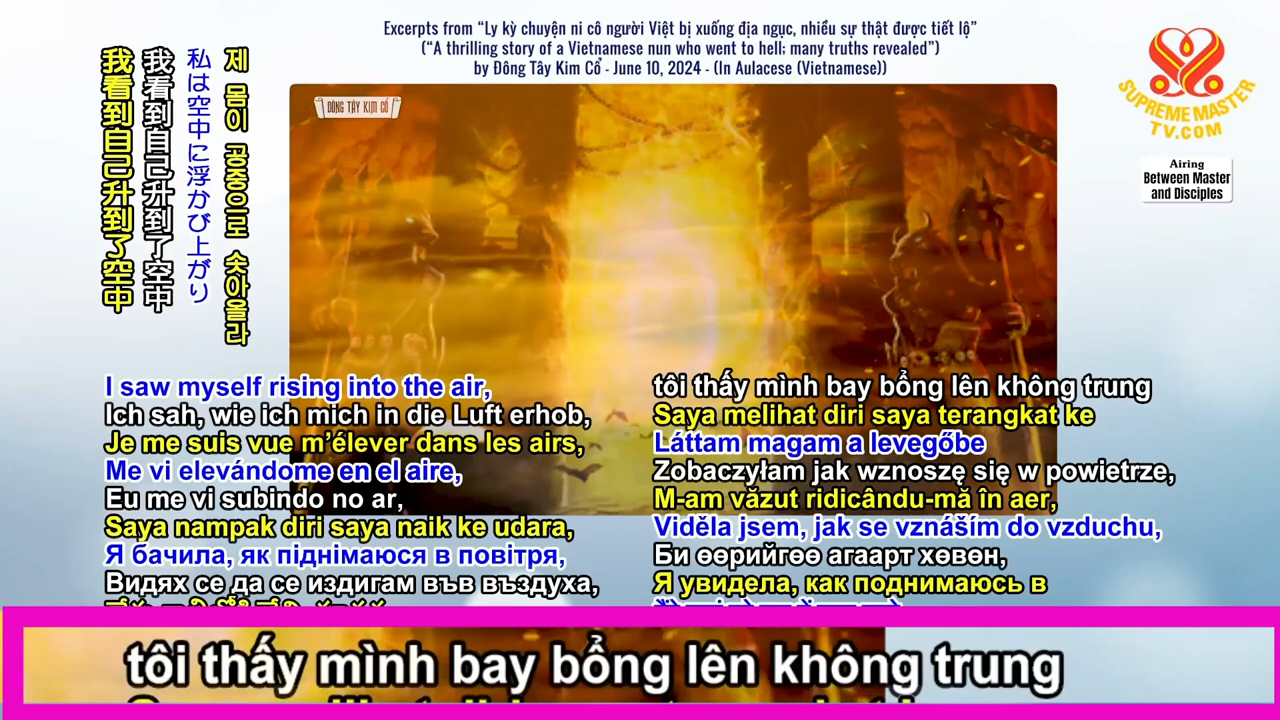 Excerpts from “Ly kỳ chuyện ni cô người Việt bị xuống địa ngục, nhiều sự thật được tiết lộ”
(“A thrilling story of a Vietnamese nun who went to hell; many truths revealed”)
by Đông Tây Kim Cổ - June 10, 2024 - (In Aulacese (Vietnamese))
ĐÔNG TÂY KIM CỔ
SUPREME MASTER
TV.COM
Airing
Between Master
and Disciples
제 몸이 공중으로 솟아올라
私は空中に浮かび上がり
我看到自己升到了空中
我看到自己升到了空中
I saw myself rising into the air,
Ich sah, wie ich mich in die Luft erhob,
Je me suis vue m’élever dans les airs,
Me vi elevándome en el aire,
Eu me vi subindo no ar,
Saya nampak diri saya naik ke udara,
Я бачила, як піднімаюся в повітря,
Видях се да се издигам във въздуха,
tôi thấy mình bay bổng lên không trung
Saya melihat diri saya terangkat ke
Láttam magam a levegőbe
Zobaczyłam jak wznoszę się w powietrze,
M-am văzut ridicându-mă în aer,
Viděla jsem, jak se vznáším do vzduchu,
Би өөрийгөө агаарт хөвөн,
Я увидела, как поднимаюсь в
tôi thấy mình bay bổng lên không trung